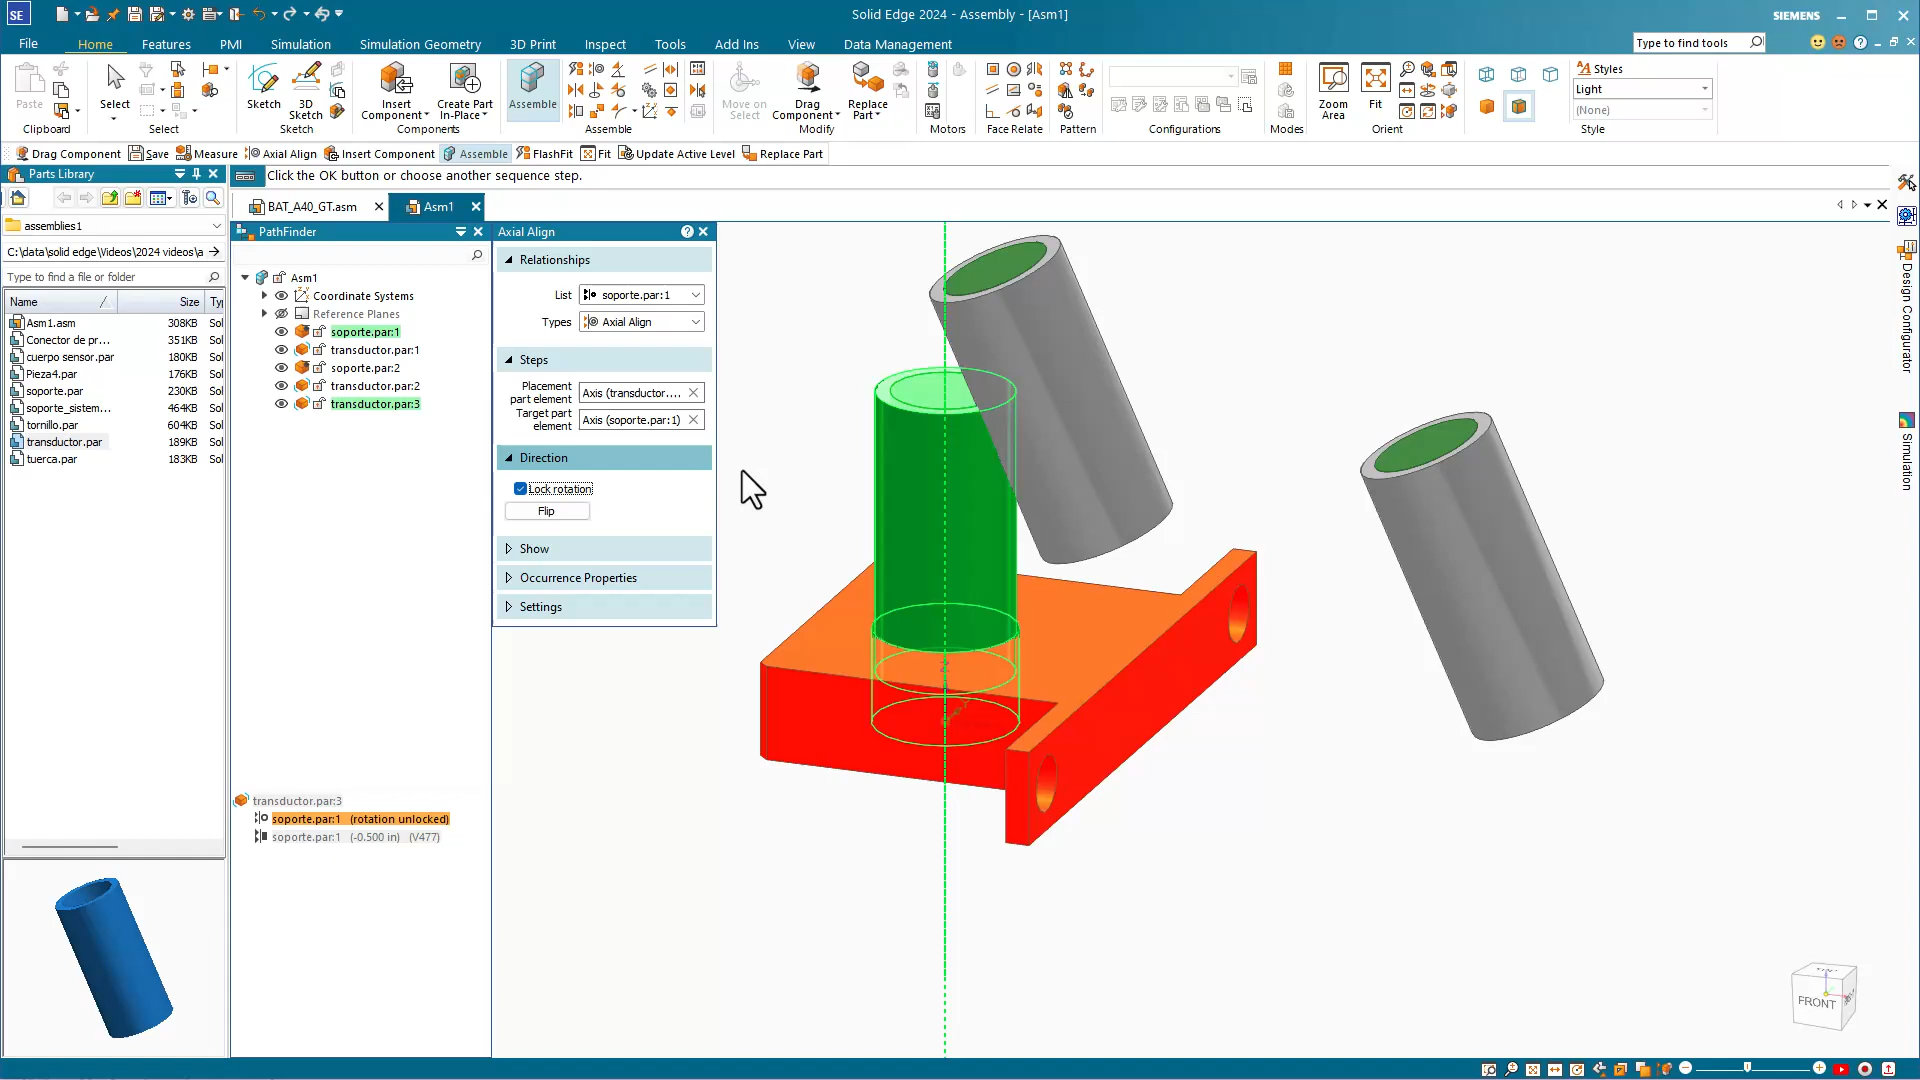 SE
Solid Edge 2024 - Assembly - [Asm1]
SIEMENS
File
Home
Features
PMI
Simulation
Simulation Geometry
3D Print
Inspect
Tools
Add Ins
View
Data Management
Type to find tools
Paste
Clipboard
Select
Select
Sketch
3D Sketch
Sketch
Insert Component
Create Part In-Place
Components
Assemble
Assemble
Move on Select
Drag Component
Replace Part
Modify
Motors
Face Relate
Pattern
Configurations
Modes
Zoom Area
Fit
Orient
Styles
Light
(None)
Style
Drag Component
Save
Measure
Axial Align
Insert Component
Assemble
FlashFit
Fit
Update Active Level
Replace Part
Parts Library
Click the OK button or choose another sequence step.
assemblies1
C:\data\solid edge\Videos\2024 videos\a
Type to find a file or folder
Name
Size
Asm1.asm 308KB Sol
Conector de pr... 351KB Sol
cuerpo sensor.par 180KB Sol
Pieza4.par 176KB Sol
soporte.par 230KB Sol
soporte_sistem... 464KB Sol
tornillo.par 604KB Sol
transductor.par 189KB Sol
tuerca.par 183KB Sol
BAT_A40_GT.asm
Asm1
PathFinder
Asm1
Coordinate Systems
Reference Planes
soporte.par:1
transductor.par:1
soporte.par:2
transductor.par:2
transductor.par:3
transductor.par:3
soporte.par:1 (rotation unlocked)
soporte.par:1 (-0.500 in) (V477)
Axial Align
Relationships
List soporte.par:1
Types Axial Align
Steps
Placement part element Axis (transductor....
Target part element Axis (soporte.par:1)
Direction
Lock rotation
Flip
Show
Occurrence Properties
Settings
Design Configurator
Simulation
FRONT